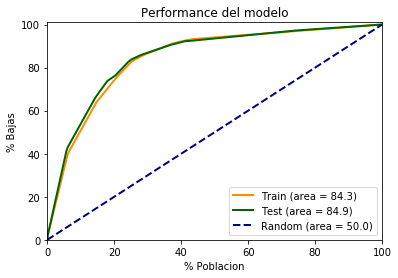 Performance del modelo
100
80
60
40
20
0
% Bajas
0 20 40 60 80 100
% Poblacion
Train (area = 84.3)
Test (area = 84.9)
Random (area = 50.0)